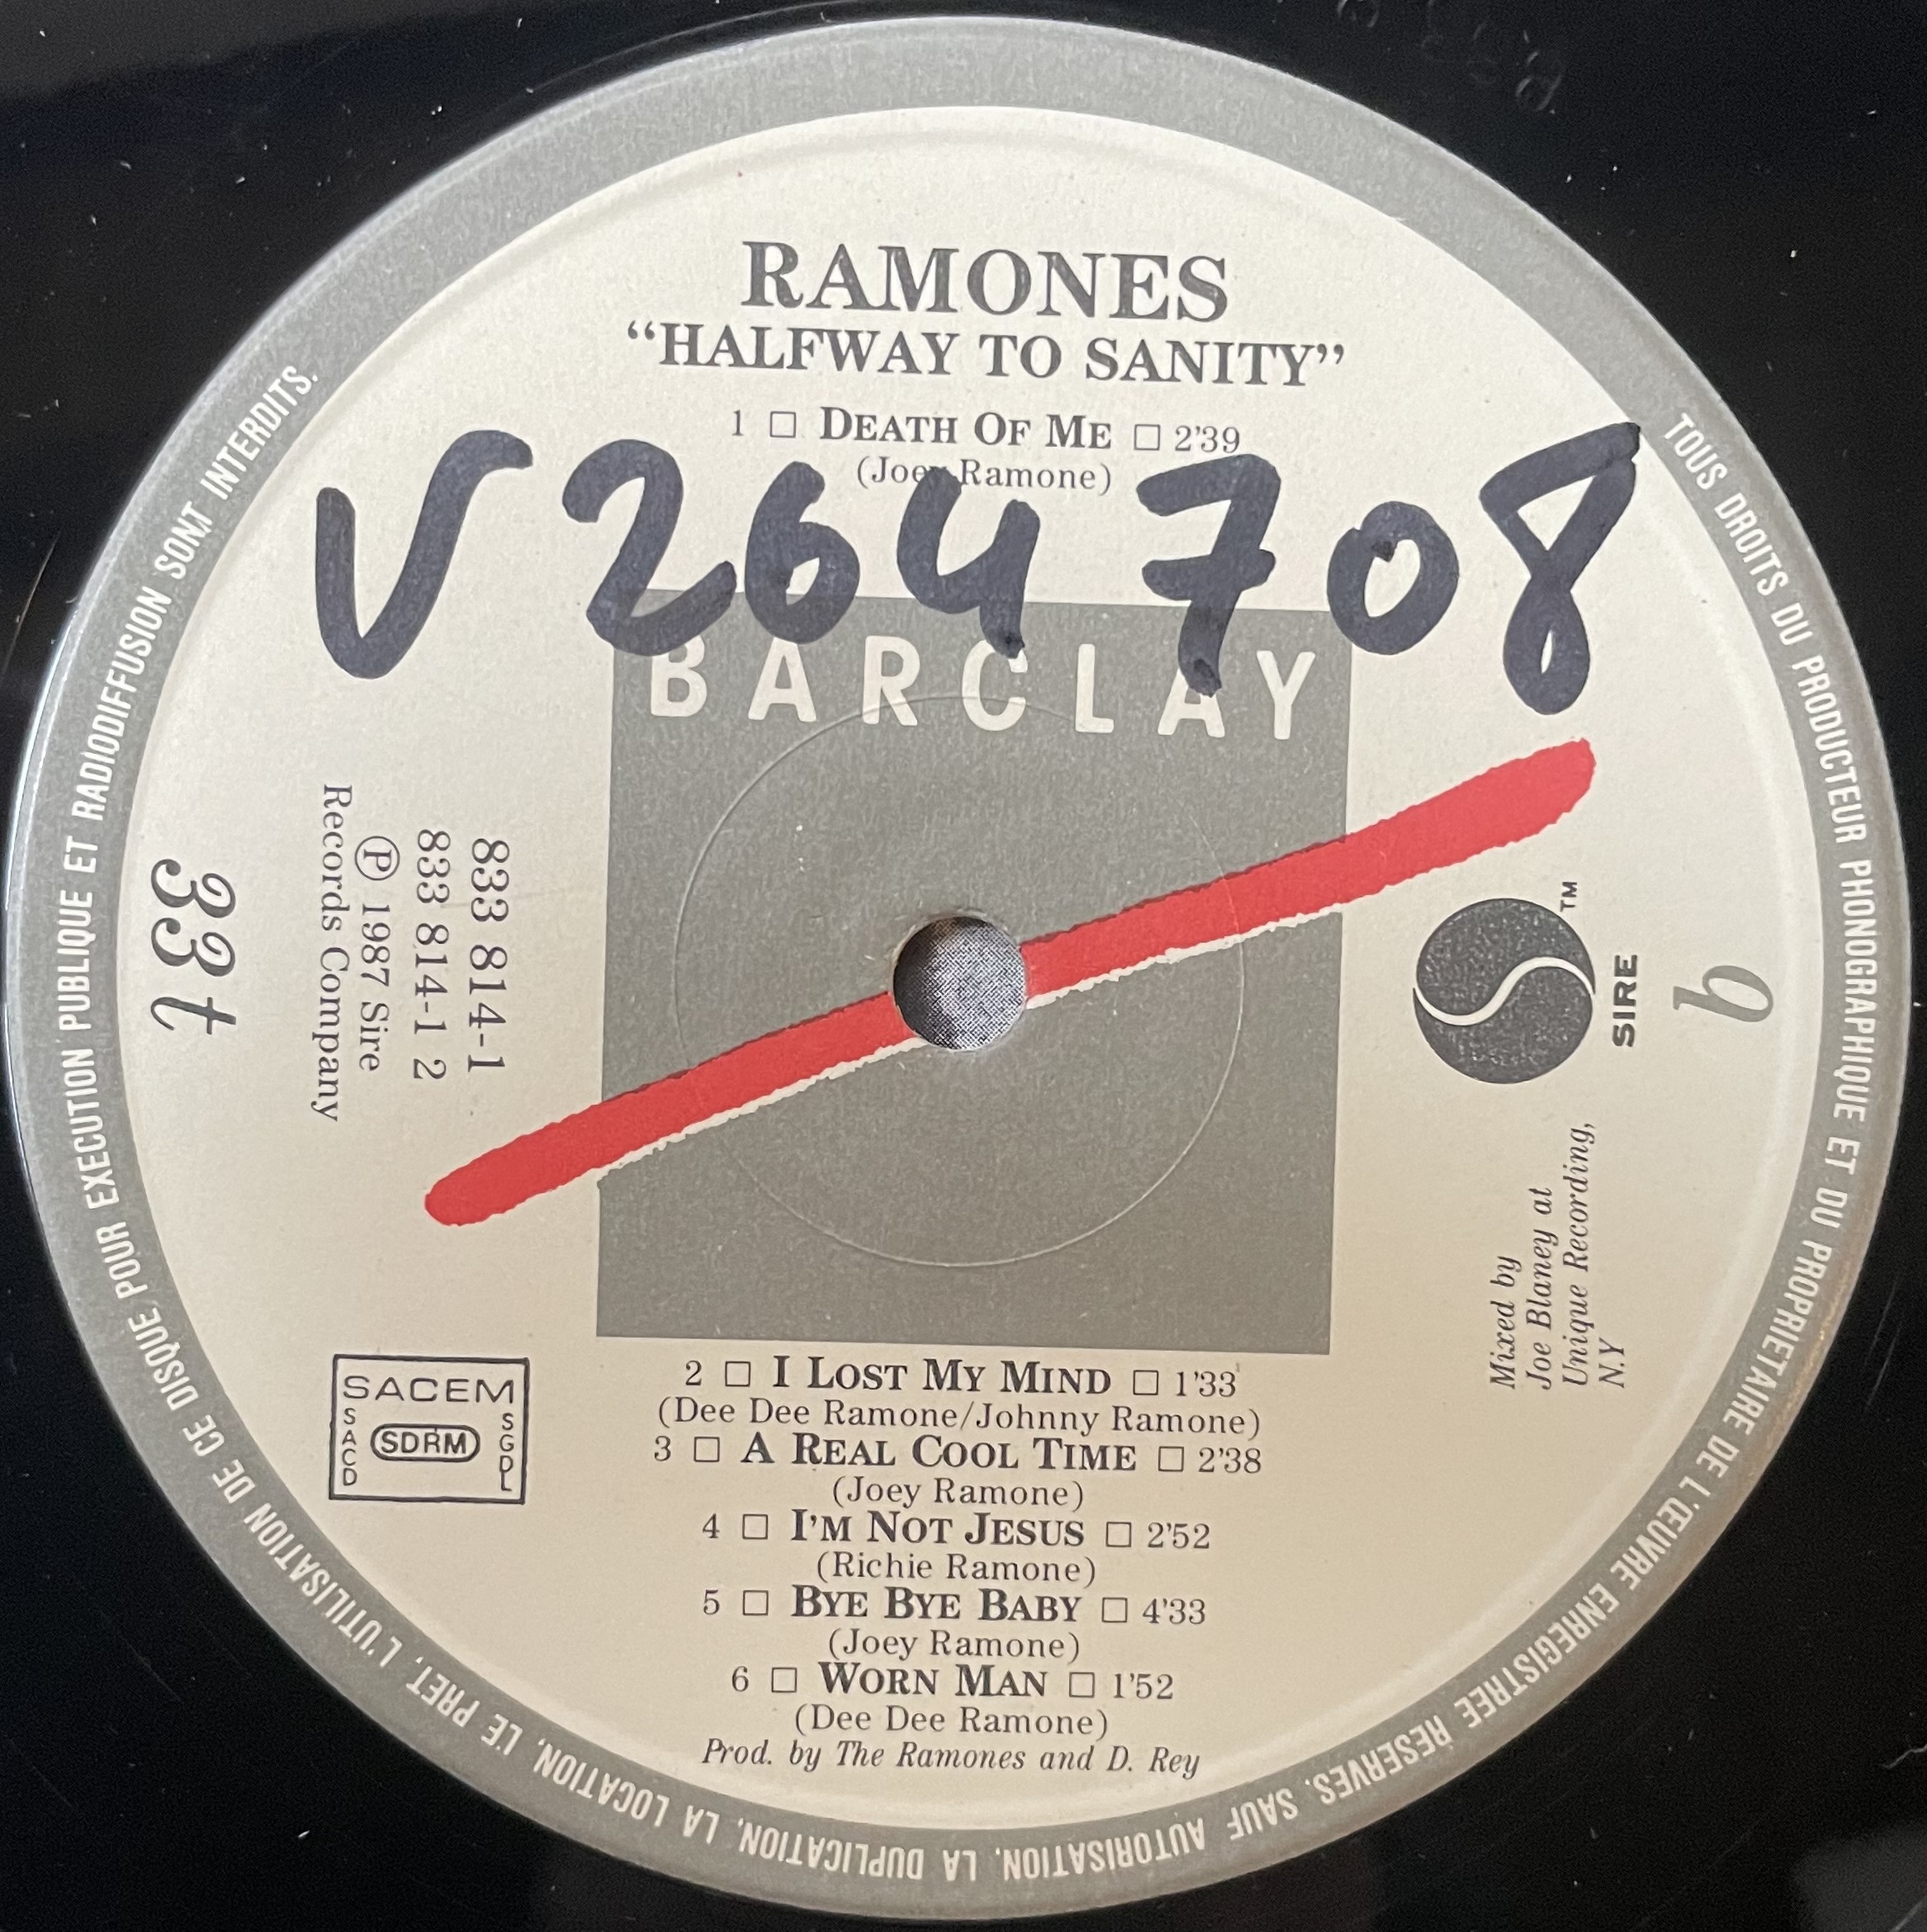 RAMONES
“HALFWAY TO SANITY”
1 □ DEATH OF ME □ 2'39
(Joey Ramone)
V 264 708
BARCLAY
833 814-1
833 814-1 2
Ⓟ 1987 Sire
Records Company
33t
TM
SIRE
b
Mixed by
Joe Blaney at
Unique Recording,
N.Y
SACEM
SACD
SDRM
SGDL
2 □ I LOST MY MIND □ 1'33
(Dee Dee Ramone/Johnny Ramone)
3 □ A REAL COOL TIME □ 2'38
(Joey Ramone)
4 □ I'M NOT JESUS □ 2'52
(Richie Ramone)
5 □ BYE BYE BABY □ 4'33
(Joey Ramone)
6 □ WORN MAN □ 1'52
(Dee Dee Ramone)
Prod. by The Ramones and D. Rey
TOUS DROITS DU PRODUCTEUR PHONOGRAPHIQUE ET DU PROPRIETAIRE DE L'ŒUVRE ENREGISTREE RESERVES. SAUF AUTORISATION, LA DUPLICATION, LA LOCATION, LE PRET, L'UTILISATION DE CE DISQUE POUR EXECUTION PUBLIQUE ET RADIODIFFUSION SONT INTERDITS.